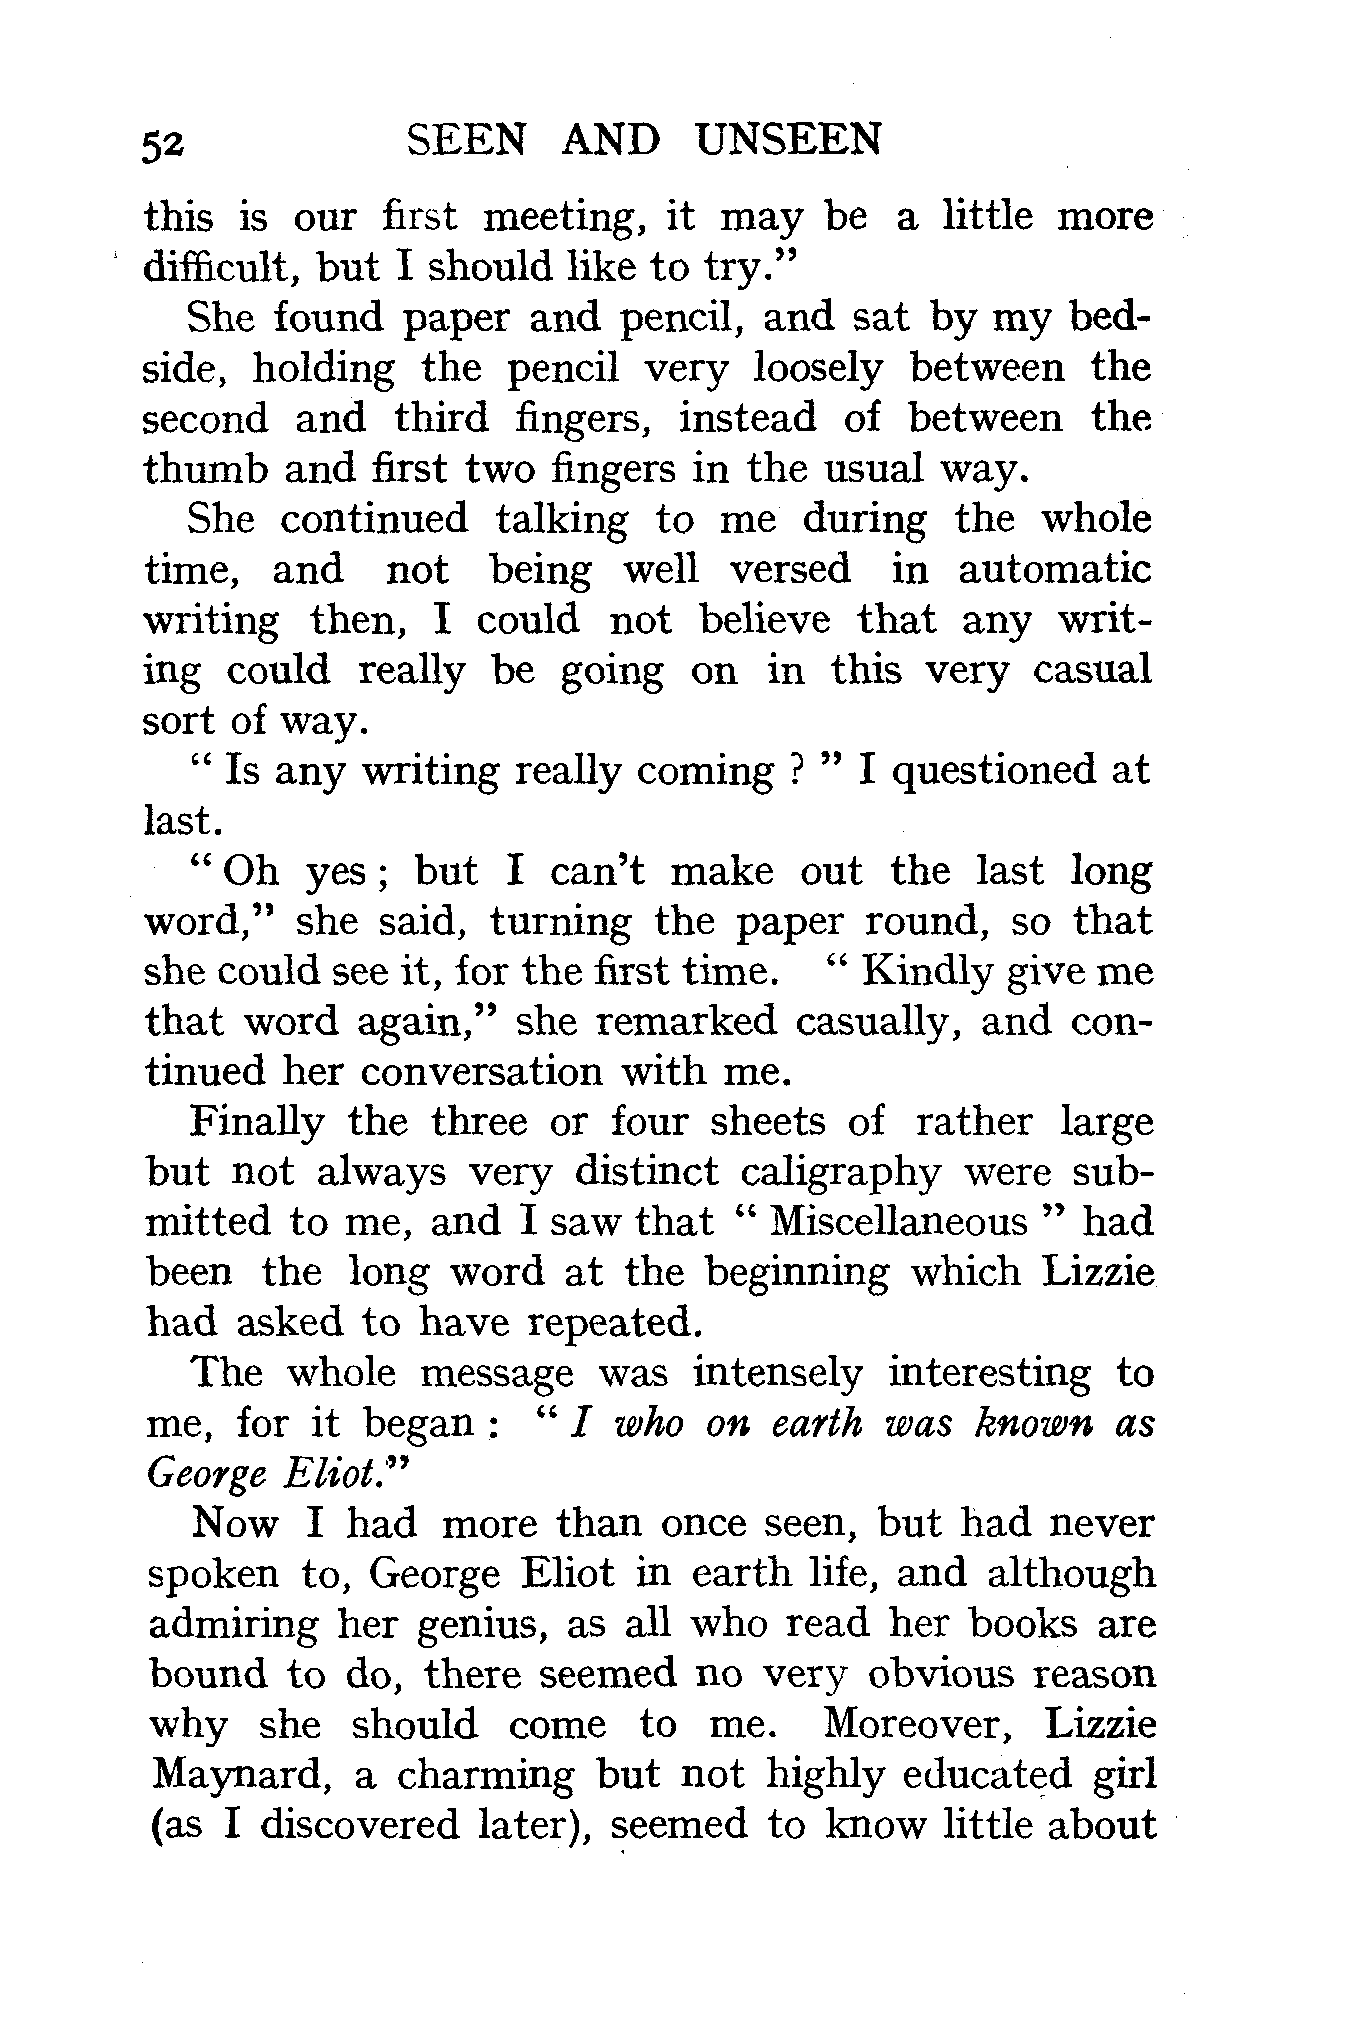 52 SEEN AND UNSEEN
this is our first meeting, it may be a little more
difficult, but I should like to try."
She found paper and pencil, and sat by my bed-
side, holding the pencil very loosely between the
second and third fingers, instead of between the
thumb and first two fingers in the usual way.
She continued talking to me during the whole
time, and not being well versed in automatic
writing then, I could not believe that any writ-
ing could really be going on in this very casual
sort of way.
" Is any writing really coming ? " I questioned at
last.
" Oh yes ; but I can't make out the last long
word," she said, turning the paper round, so that
she could see it, for the first time. " Kindly give me
that word again," she remarked casually, and con-
tinued her conversation with me.
Finally the three or four sheets of rather large
but not always very distinct caligraphy were sub-
mitted to me, and I saw that " Miscellaneous " had
been the long word at the beginning which Lizzie
had asked to have repeated.
The whole message was intensely interesting to
me, for it began : " I who on earth was known as
George Eliot."
Now I had more than once seen, but had never
spoken to, George Eliot in earth life, and although
admiring her genius, as all who read her books are
bound to do, there seemed no very obvious reason
why she should come to me. Moreover, Lizzie
Maynard, a charming but not highly educated girl
(as I discovered later), seemed to know little about